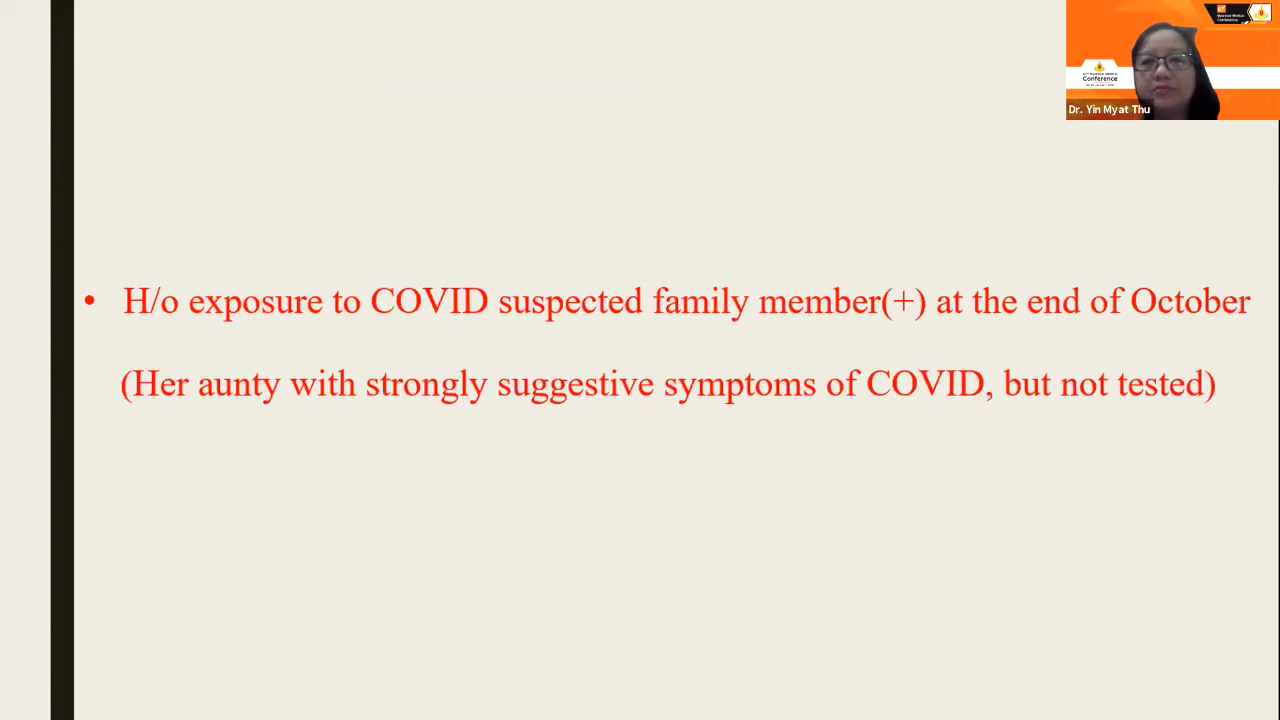 • H/o exposure to COVID suspected family member(+) at the end of October
(Her aunty with strongly suggestive symptoms of COVID, but not tested)
Conference
Dr. Yin Myat Thu